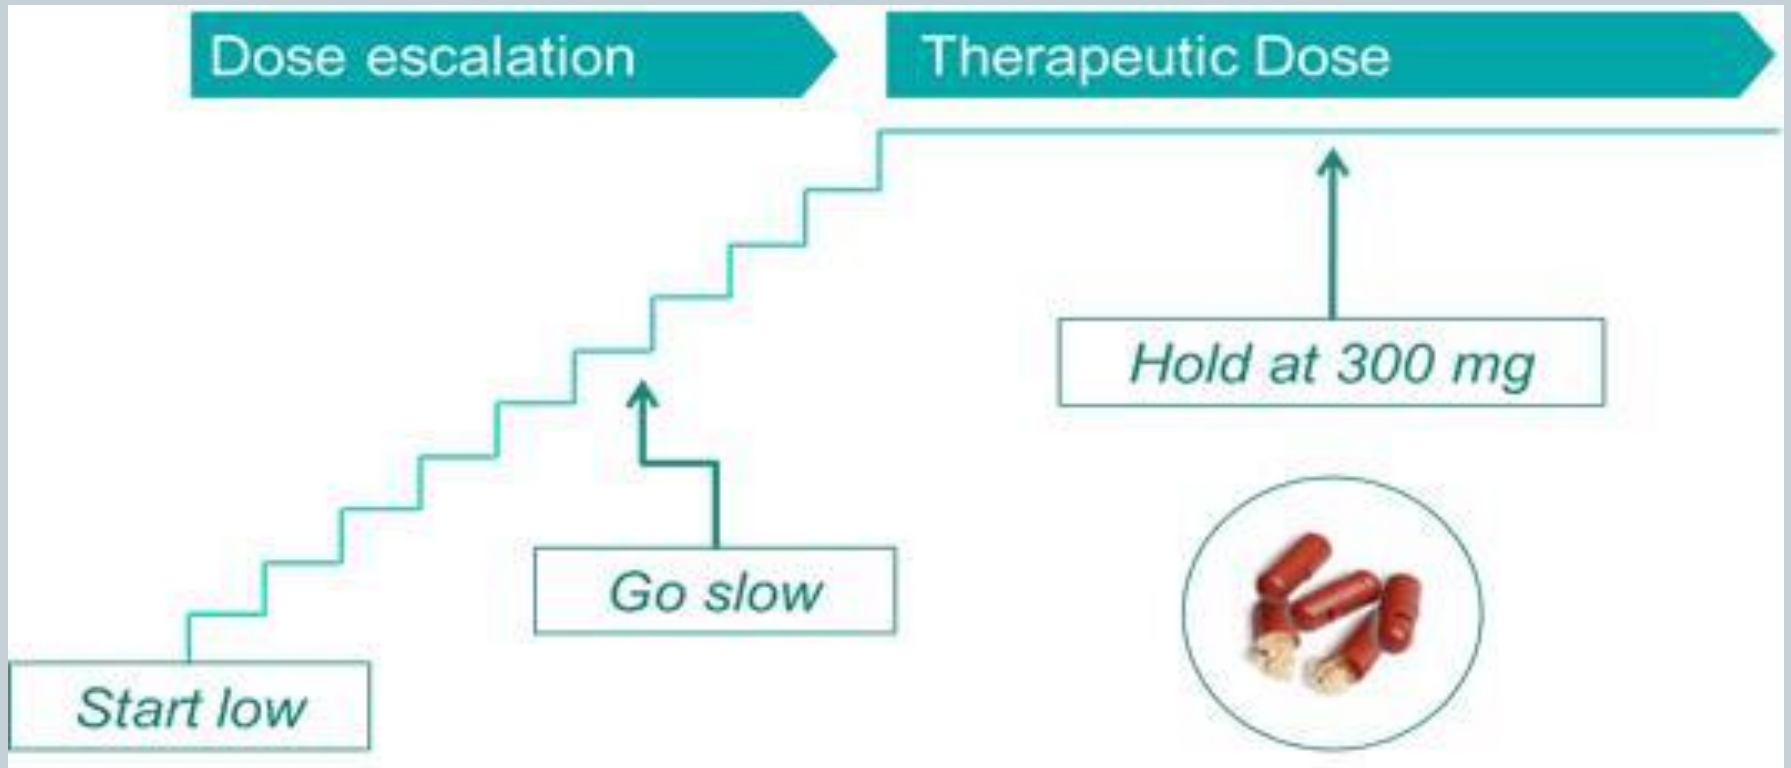 Dose escalation
Therapeutic Dose
Hold at 300 mg
Go slow
Start low